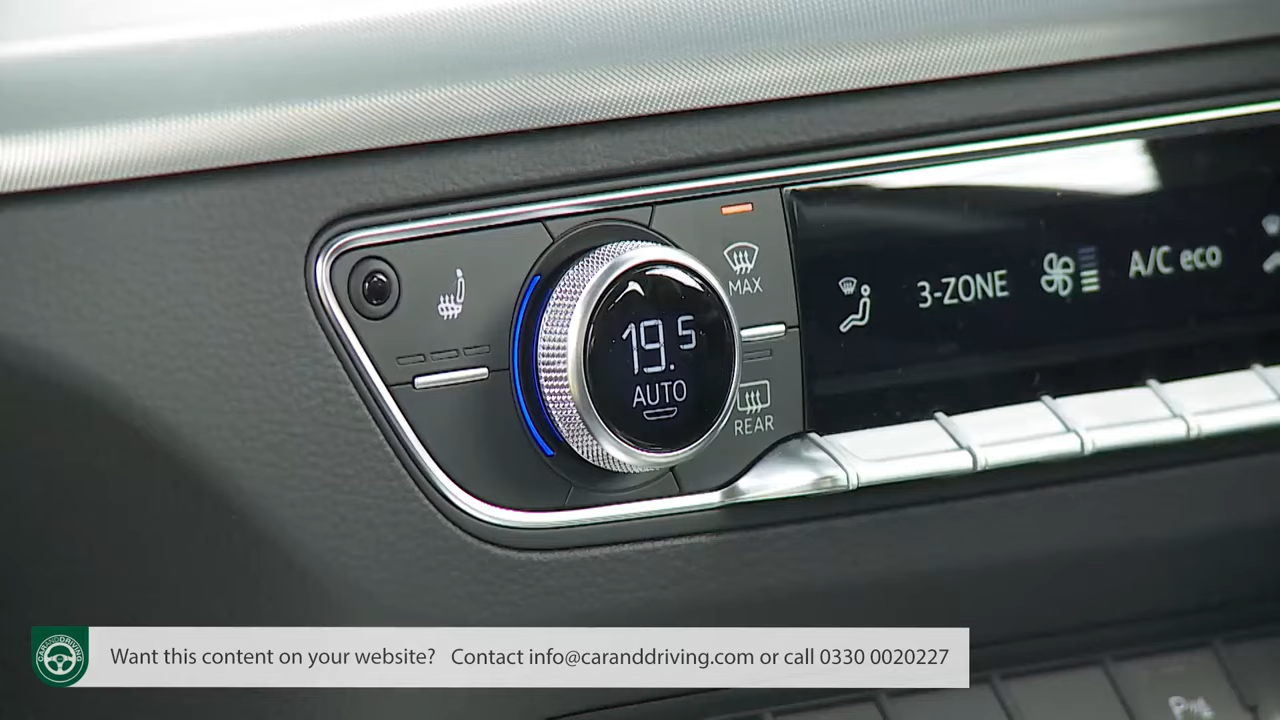 MAX
19.5
AUTO
REAR
3-ZONE
A/C eco
CARANDDRIVING
Want this content on your website? Contact info@caranddriving.com or call 0330 0020227